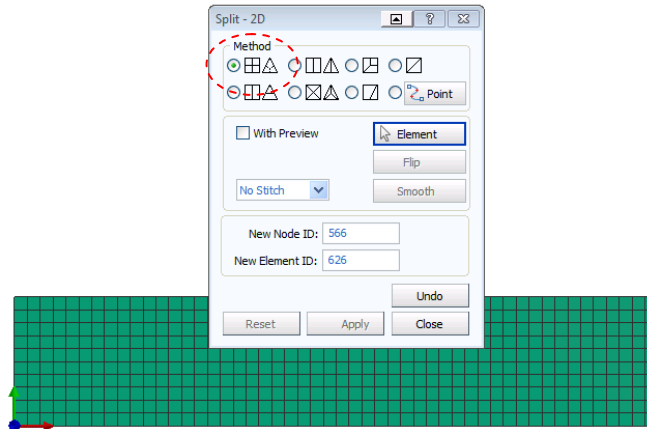 Split - 2D
Method
Point
With Preview
Element
Flip
No Stitch
Smooth
New Node ID: 566
New Element ID: 626
Undo
Reset Apply Close